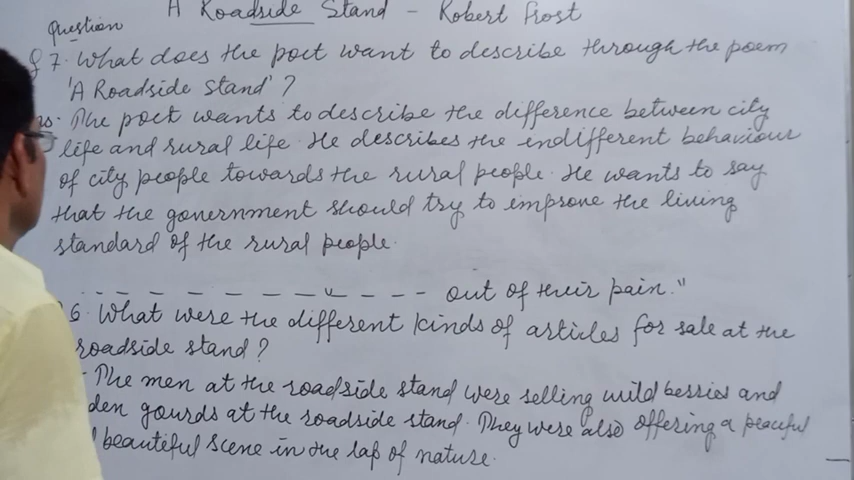 A Roadside Stand - Robert Frost
Question
7. What does the poet want to describe through the poem
'A Roadside Stand'?
The poet wants to describe the difference between city
life and rural life. He describes the indifferent behaviour
of city people towards the rural people. He wants to say
that the government should try to improve the living
standard of the rural people.
out of their pain."
6. What were the different kinds of articles for sale at the
roadside stand?
The men at the roadside stand were selling wild berries and
den gourds at the roadside stand. They were also offering a peaceful
beautiful scene in the lap of nature.